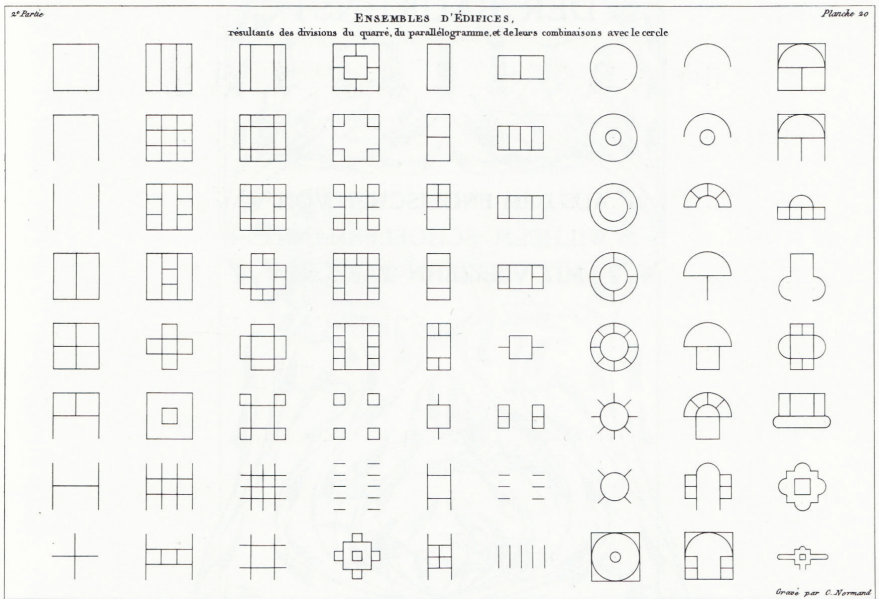 2e Partie
Planche 20
ENSEMBLES D'ÉDIFICES,
résultants des divisions du quarré, du parallélogramme, et de leurs combinaisons avec le cercle
Gravé par C. Normand